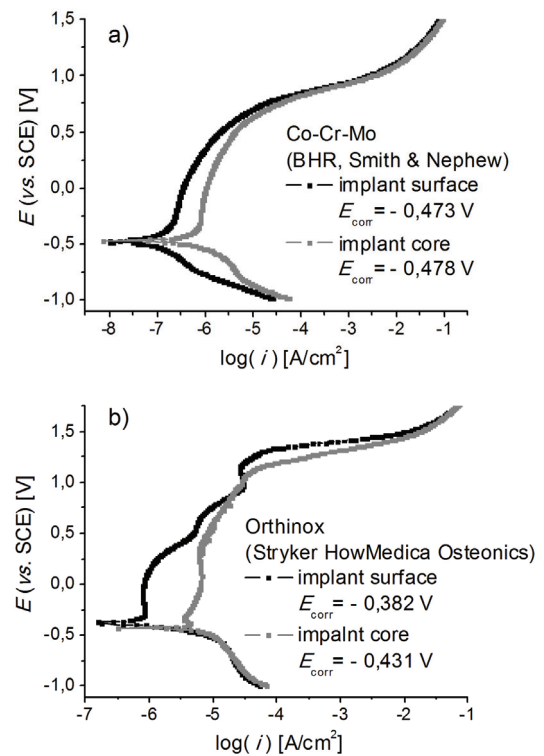 a)
1,5
1,0
0,5
0,0
-0,5
-1,0
E (vs. SCE) [V]
Co-Cr-Mo
(BHR, Smith & Nephew)
implant surface
Ecorr= - 0,473 V
implant core
Ecorr= - 0,478 V
-8 -7 -6 -5 -4 -3 -2 -1 0
log( i ) [A/cm²]
b)
1,5
1,0
0,5
0,0
-0,5
-1,0
E (vs. SCE) [V]
Orthinox
(Stryker HowMedica Osteonics)
implant surface
Ecorr= - 0,382 V
impalnt core
Ecorr= - 0,431 V
-7 -6 -5 -4 -3 -2 -1
log( i ) [A/cm²]